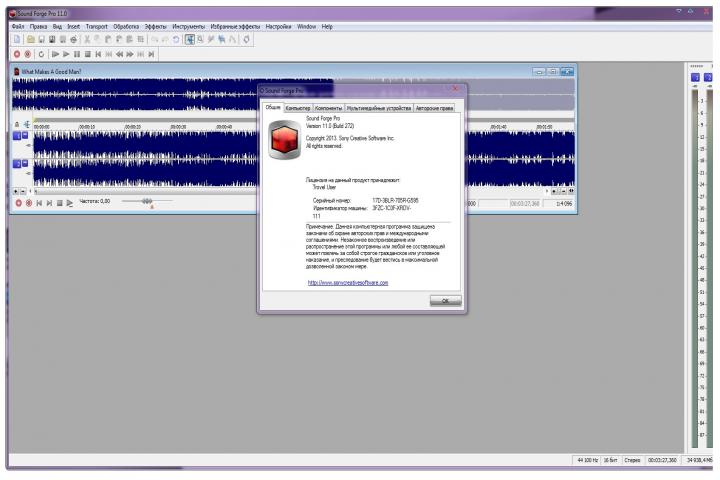 Sound Forge Pro 11.0
Файл Правка Вид Insert Transport Обработка Эффекты Инструменты Избранные эффекты Настройки Window Help
What Makes A Good Man?
00:00:00 00:00:10 00:00:20 00:00:30 00:00:40 00:01:40 00:01:50
Частота: 0,00
00:03:27,360 1:4 096
Sound Forge Pro
Общие Компьютер Компоненты Мультимедийные устройства Авторские права
Sound Forge Pro
Version 11.0 (Build 272)
Copyright 2013. Sony Creative Software Inc.
All rights reserved.
Лицензия на данный продукт принадлежит:
Trovel User
Серийный номер: 17D-3BLR-705R-G595
Идентификатор машины: 3FZC-1C0F-XRDV-
111
Примечание. Данная компьютерная программа защищена
законами об охране авторских прав и международными
соглашениями. Незаконное воспроизведение или
распространение этой программы или любой ее составляющей
может повлечь за собой строгое гражданское или уголовное
наказание, и преследование будет вестись в максимальной
дозволенной законом мере.
http://www.sonycreativesoftware.com
OK
44 100 Hz 16 бит Стерео 00:03:27,360 34 938,4 Мб